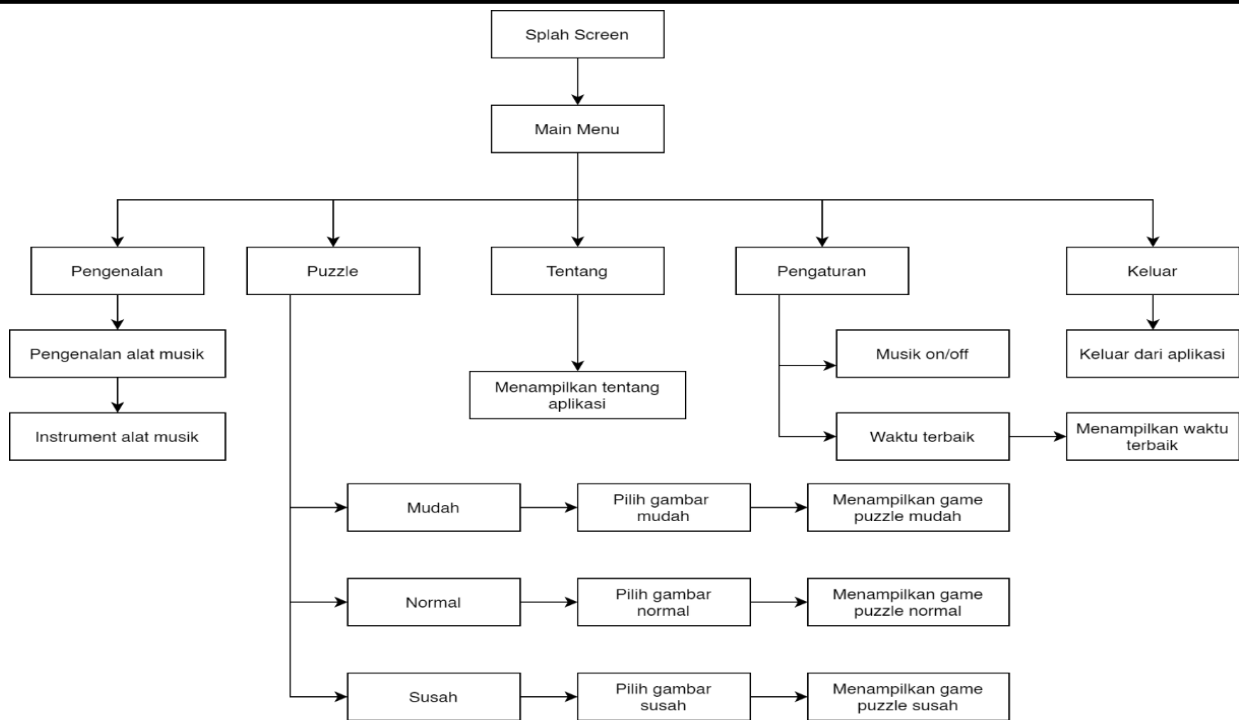 Splah Screen
Main Menu
Pengenalan
Puzzle
Tentang
Pengaturan
Keluar
Pengenalan alat musik
Musik on/off
Keluar dari aplikasi
Menampilkan tentang
aplikasi
Instrument alat musik
Waktu terbaik
Menampilkan waktu
terbaik
Mudah
Pilih gambar
mudah
Menampilkan game
puzzle mudah
Normal
Pilih gambar
normal
Menampilkan game
puzzle normal
Susah
Pilih gambar
susah
Menampilkan game
puzzle susah